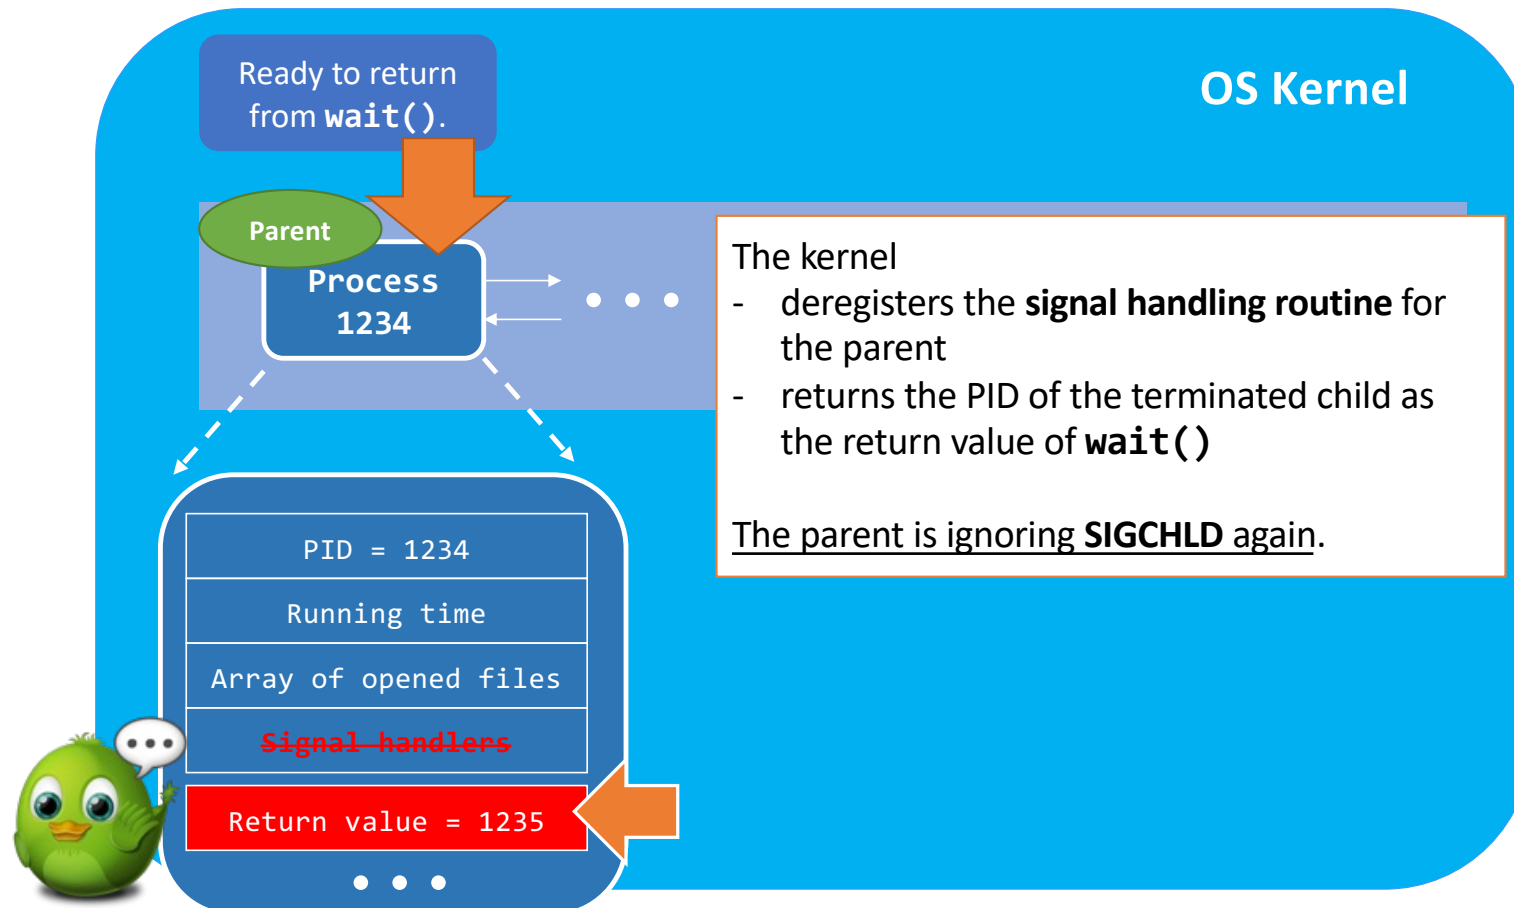 Ready to return
from wait().
OS Kernel
Parent
Process
1234
The kernel
- deregisters the signal handling routine for
the parent
- returns the PID of the terminated child as
the return value of wait()
The parent is ignoring SIGCHLD again.
PID = 1234
Running time
Array of opened files
Signal handlers
Return value = 1235